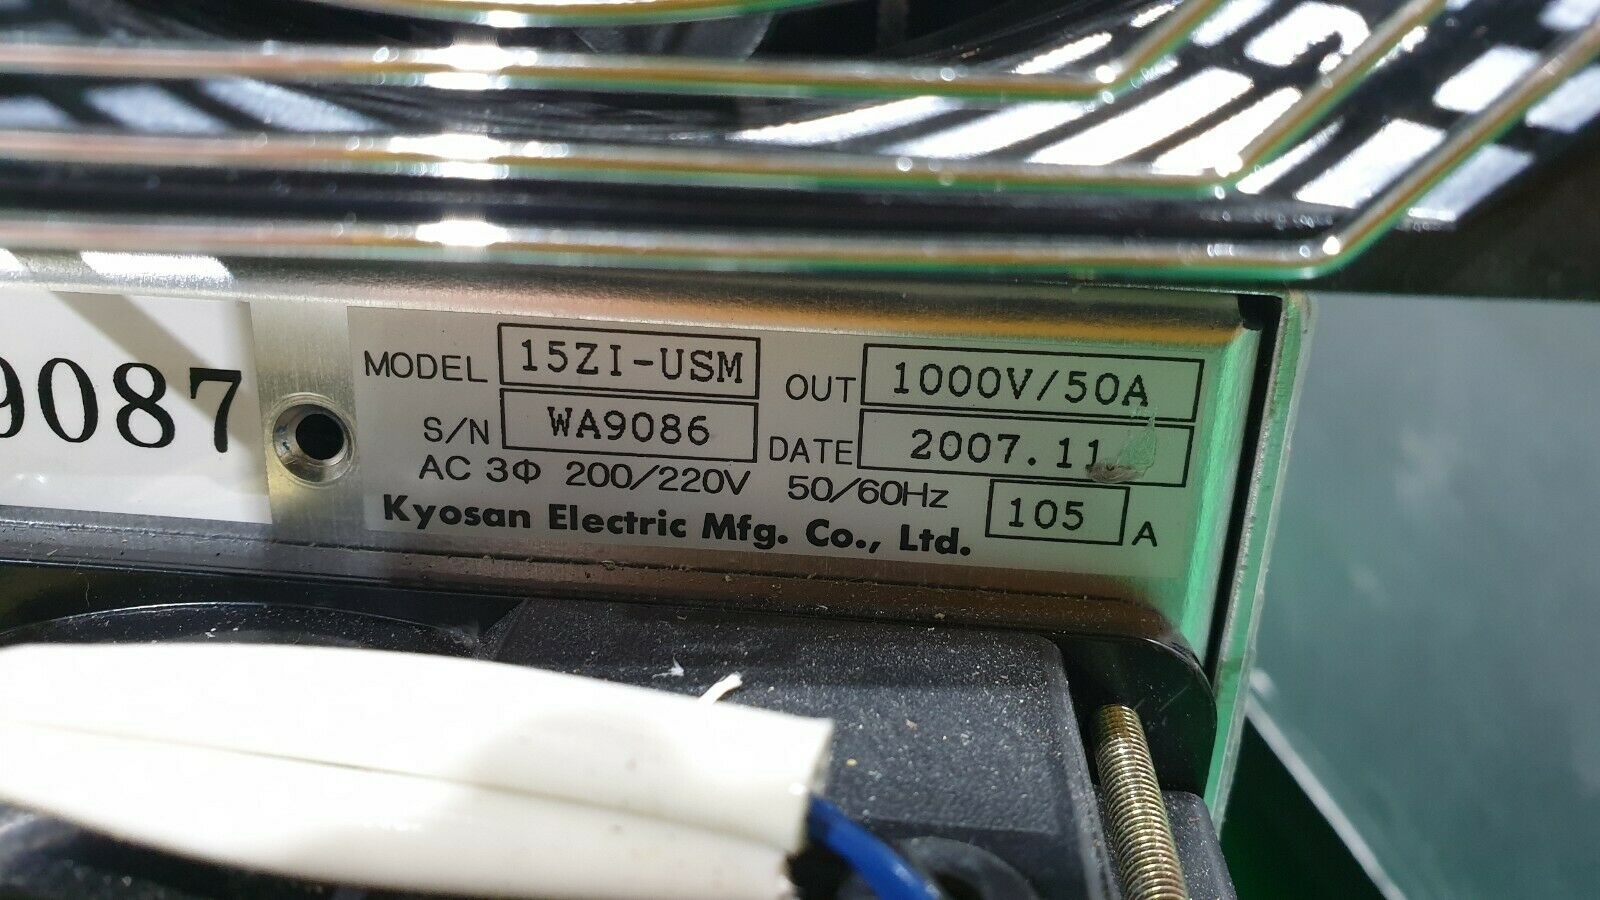 9087
MODEL 15ZI-USM OUT 1000V/50A
S/N WA9086 DATE 2007.11
AC 3Φ 200/220V 50/60Hz 105 A
Kyosan Electric Mfg. Co., Ltd.